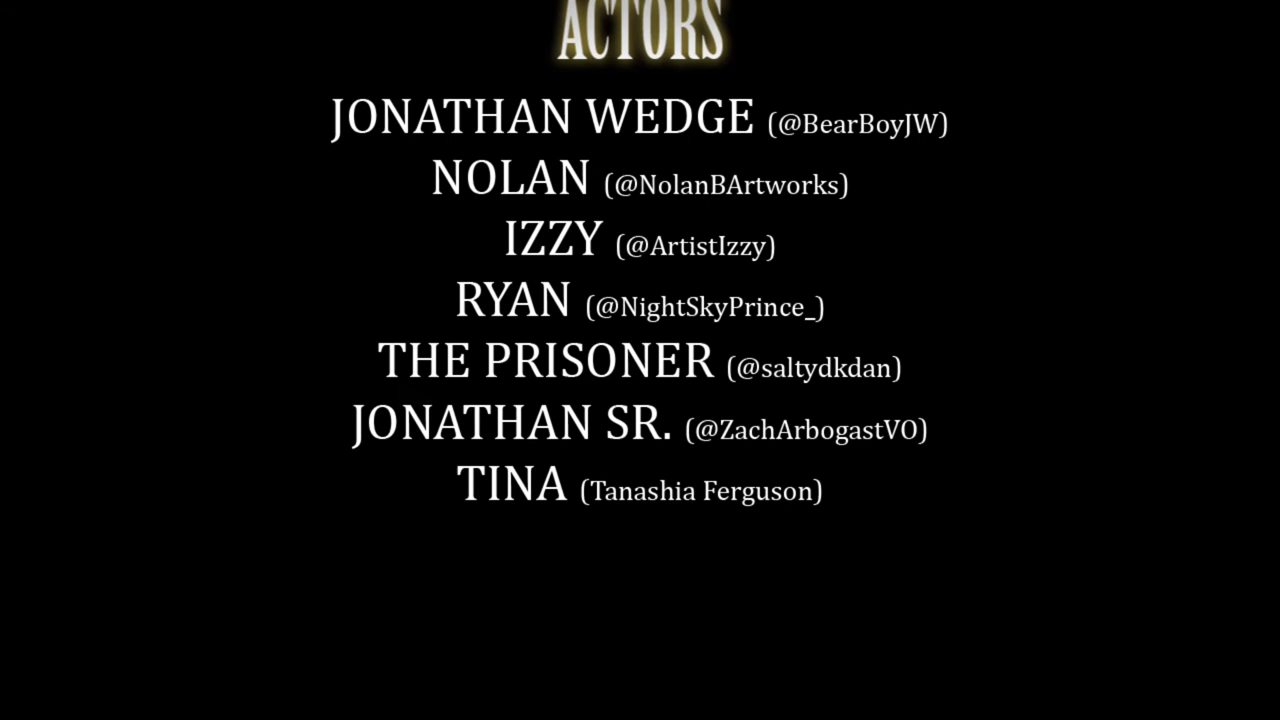 ACTORS
JONATHAN WEDGE (@BearBoyJW)
NOLAN (@NolanBArtworks)
IZZY (@ArtistIzzy)
RYAN (@NightSkyPrince_)
THE PRISONER (@saltydkdan)
JONATHAN SR. (@ZachArbogastVO)
TINA (Tanashia Ferguson)